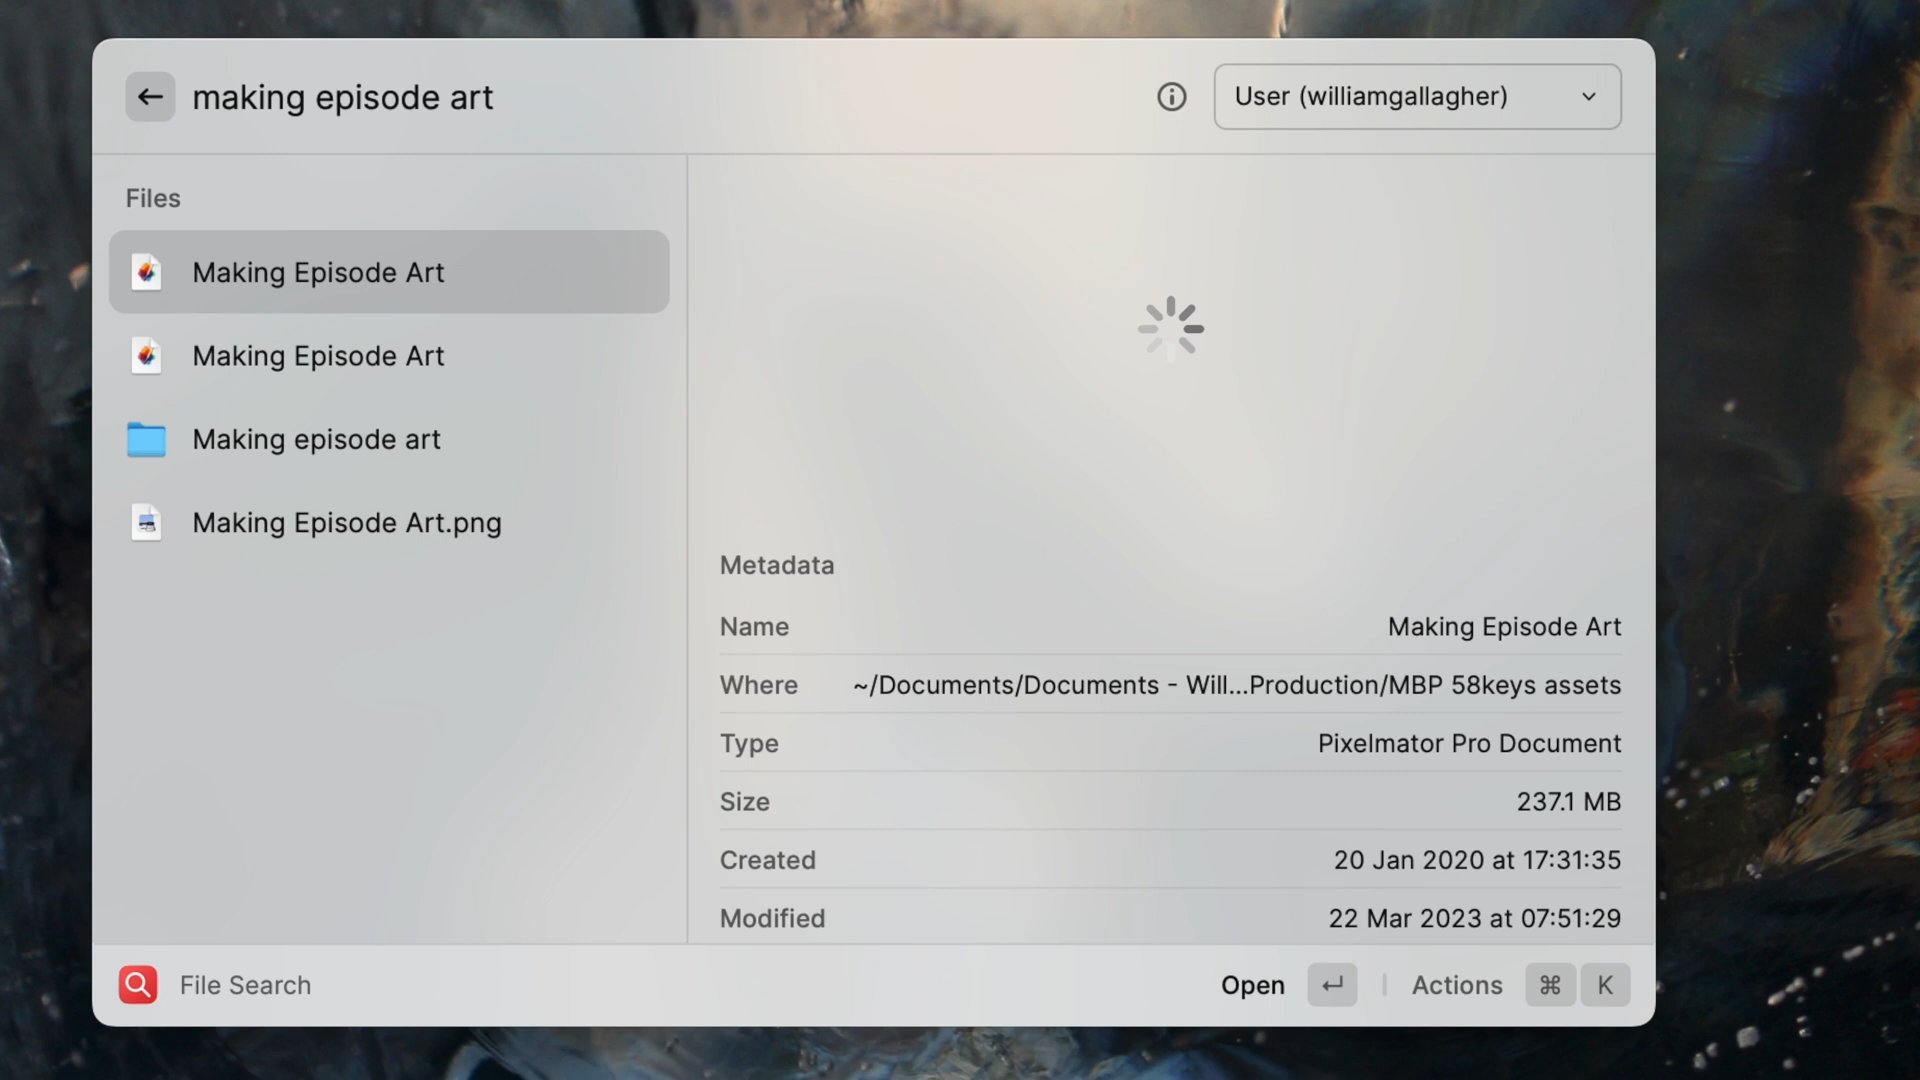 making episode art
User (williamgallagher)
Files
Making Episode Art
Making Episode Art
Making episode art
Making Episode Art.png
Metadata
Name Making Episode Art
Where ~/Documents/Documents - Will...Production/MBP 58keys assets
Type Pixelmator Pro Document
Size 237.1 MB
Created 20 Jan 2020 at 17:31:35
Modified 22 Mar 2023 at 07:51:29
File Search Open ↵ | Actions ⌘ K